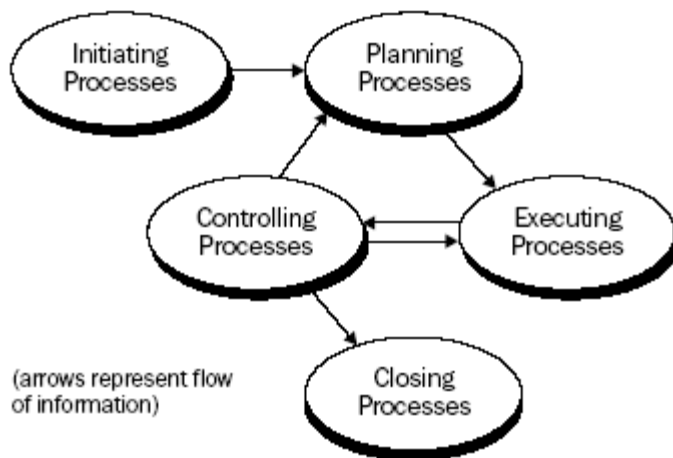 Initiating
Processes
Planning
Processes
Controlling
Processes
Executing
Processes
Closing
Processes
(arrows represent flow
of information)